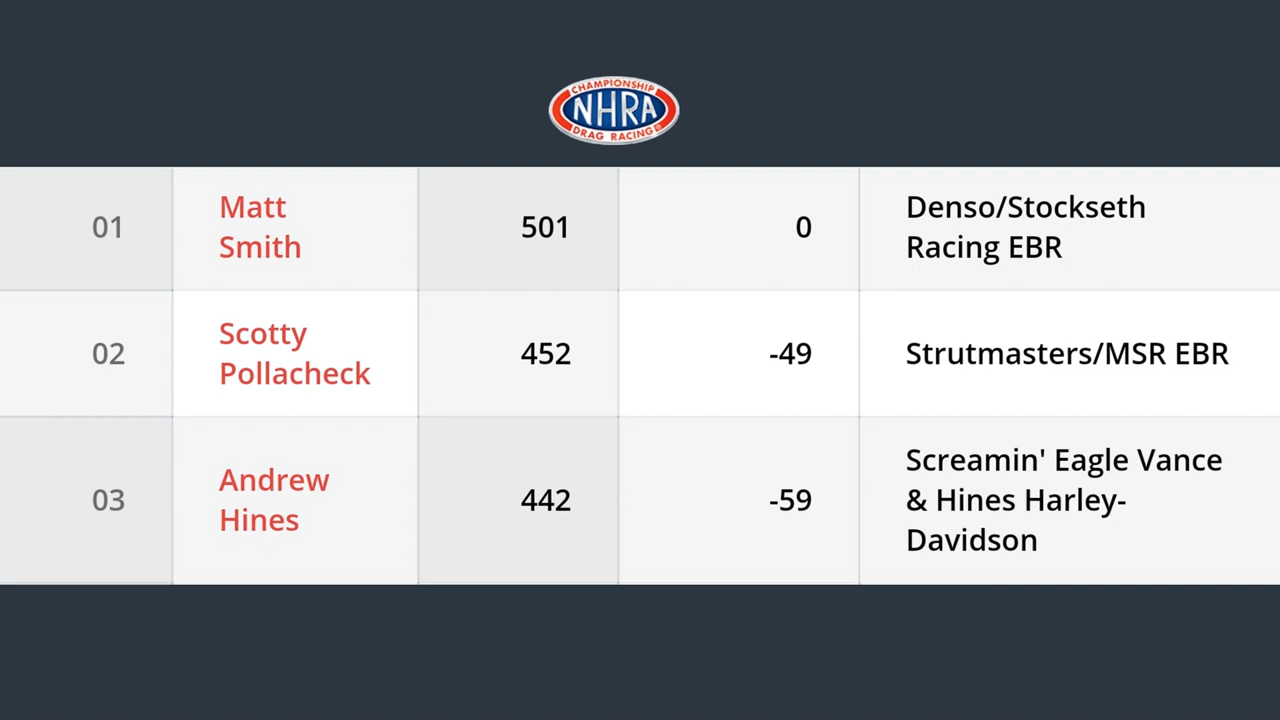 CHAMPIONSHIP
NHRA
DRAG RACING
01
Matt
Smith
501
0
Denso/Stockseth
Racing EBR
02
Scotty
Pollacheck
452
-49
Strutmasters/MSR EBR
03
Andrew
Hines
442
-59
Screamin' Eagle Vance
& Hines Harley-
Davidson